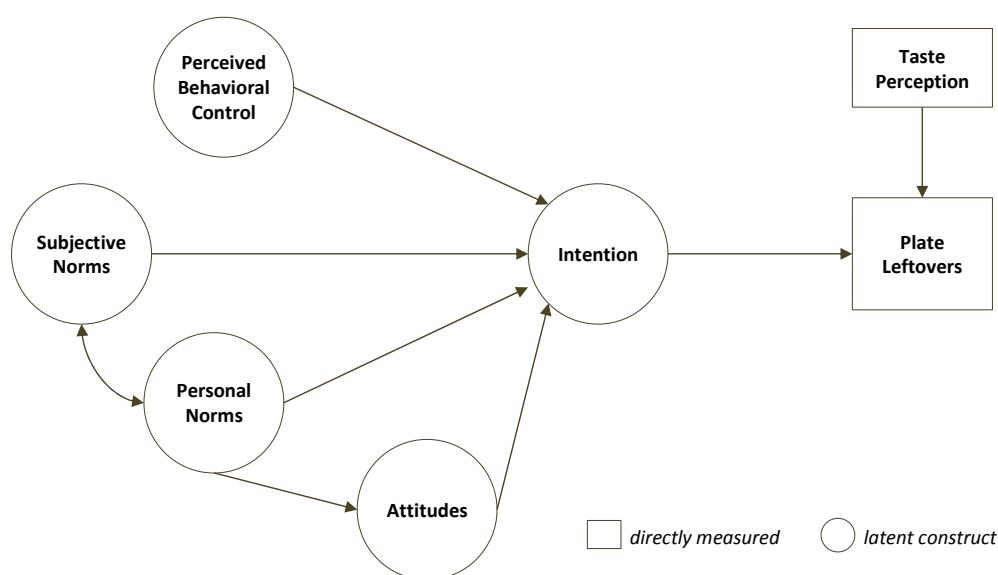 Perceived
Behavioral
Control
Taste
Perception
Subjective
Norms
Intention
Plate
Leftovers
Personal
Norms
Attitudes
directly measured
latent construct